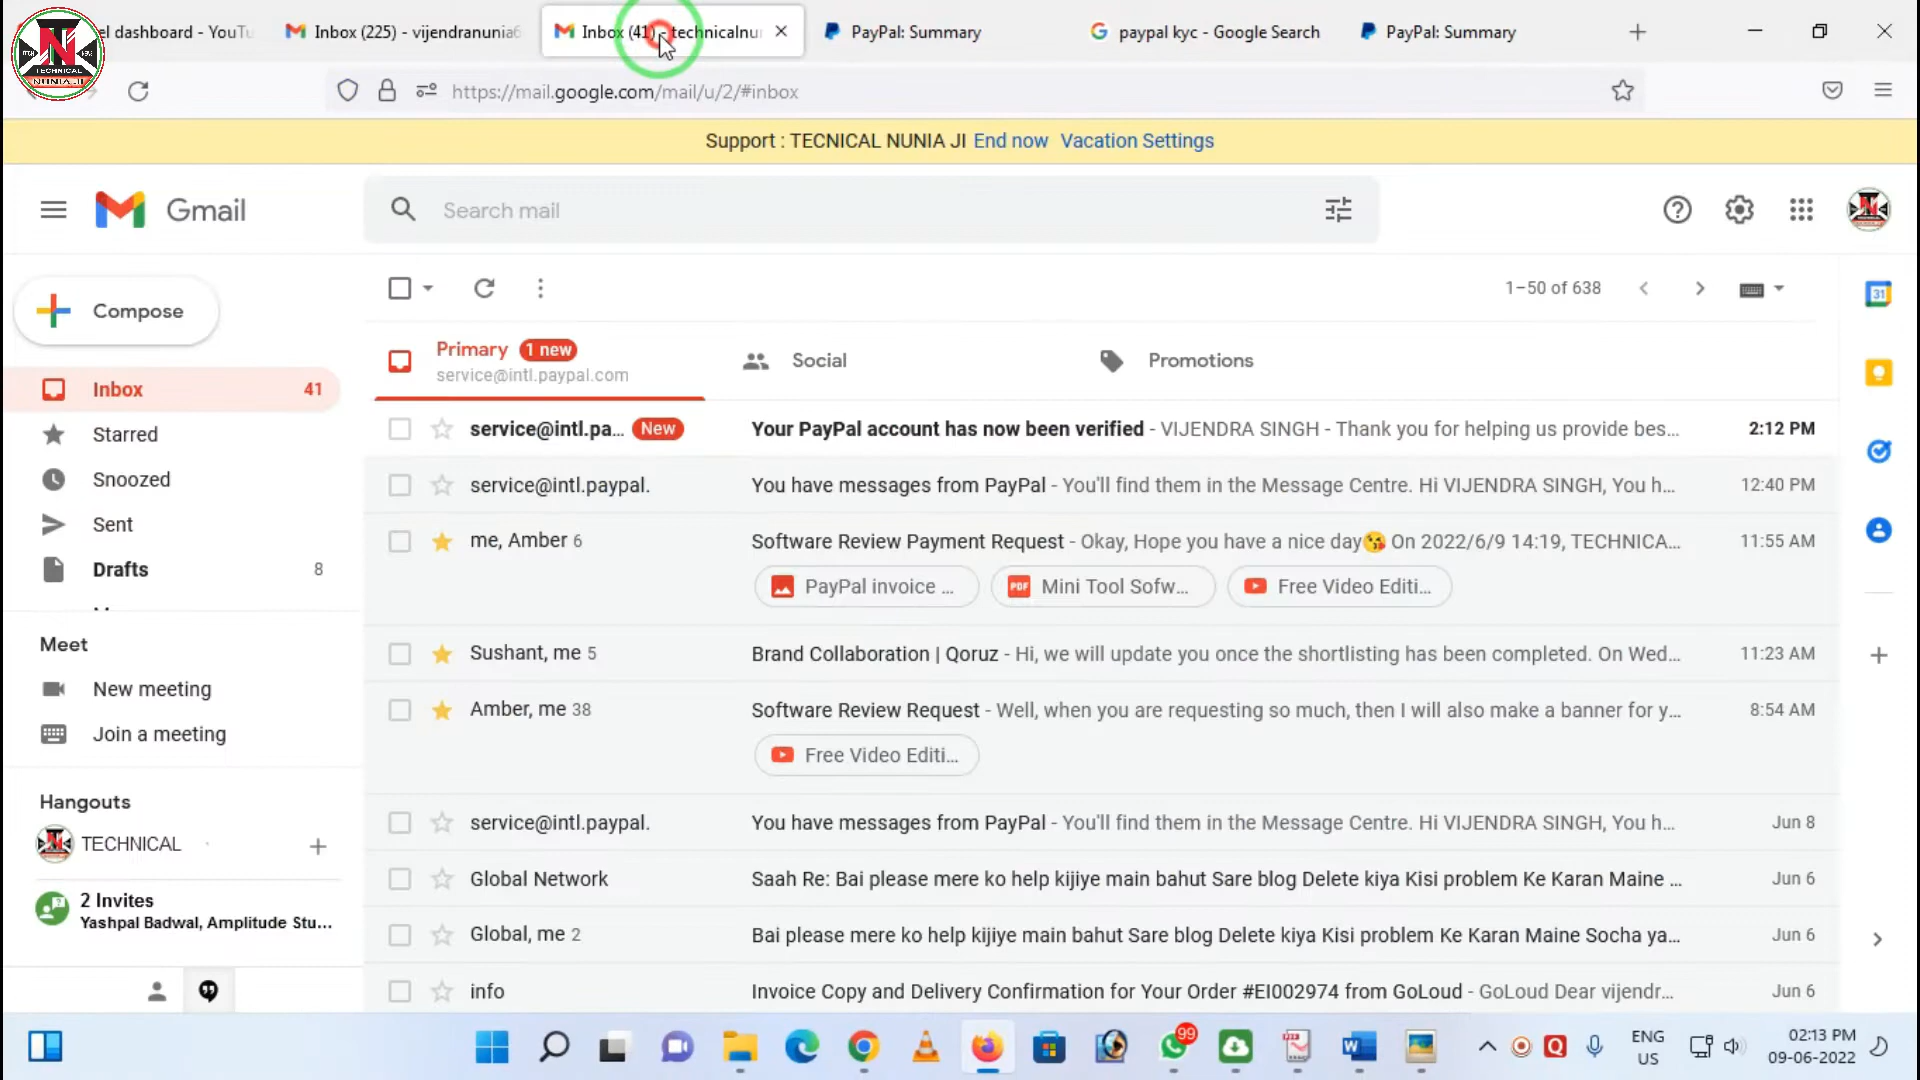 el dashboard - YouTu
Inbox (225) - vijendranunia6
Inbox (41) - technicalnu
PayPal: Summary
paypal kyc - Google Search
PayPal: Summary
TECHNICAL
NUNIA JI
https://mail.google.com/mail/u/2/#inbox
Support : TECNICAL NUNIA JI End now Vacation Settings
Gmail
Search mail
Compose
1–50 of 638
Primary 1 new
service@intl.paypal.com
Social
Promotions
Inbox 41
Starred
Snoozed
Sent
Drafts 8
Meet
New meeting
Join a meeting
Hangouts
TECHNICAL
2 Invites
Yashpal Badwal, Amplitude Stu...
service@intl.pa... New Your PayPal account has now been verified - VIJENDRA SINGH - Thank you for helping us provide bes... 2:12 PM
service@intl.paypal. You have messages from PayPal - You'll find them in the Message Centre. Hi VIJENDRA SINGH, You h... 12:40 PM
me, Amber 6 Software Review Payment Request - Okay, Hope you have a nice day😘 On 2022/6/9 14:19, TECHNICA... 11:55 AM
PayPal invoice ... PDF Mini Tool Sofw... Free Video Editi...
Sushant, me 5 Brand Collaboration | Qoruz - Hi, we will update you once the shortlisting has been completed. On Wed... 11:23 AM
Amber, me 38 Software Review Request - Well, when you are requesting so much, then I will also make a banner for y... 8:54 AM
Free Video Editi...
service@intl.paypal. You have messages from PayPal - You'll find them in the Message Centre. Hi VIJENDRA SINGH, You h... Jun 8
Global Network Saah Re: Bai please mere ko help kijiye main bahut Sare blog Delete kiya Kisi problem Ke Karan Maine ... Jun 6
Global, me 2 Bai please mere ko help kijiye main bahut Sare blog Delete kiya Kisi problem Ke Karan Maine Socha ya... Jun 6
info Invoice Copy and Delivery Confirmation for Your Order #EI002974 from GoLoud - GoLoud Dear vijendr... Jun 6
31
99
ENG
US
02:13 PM
09-06-2022